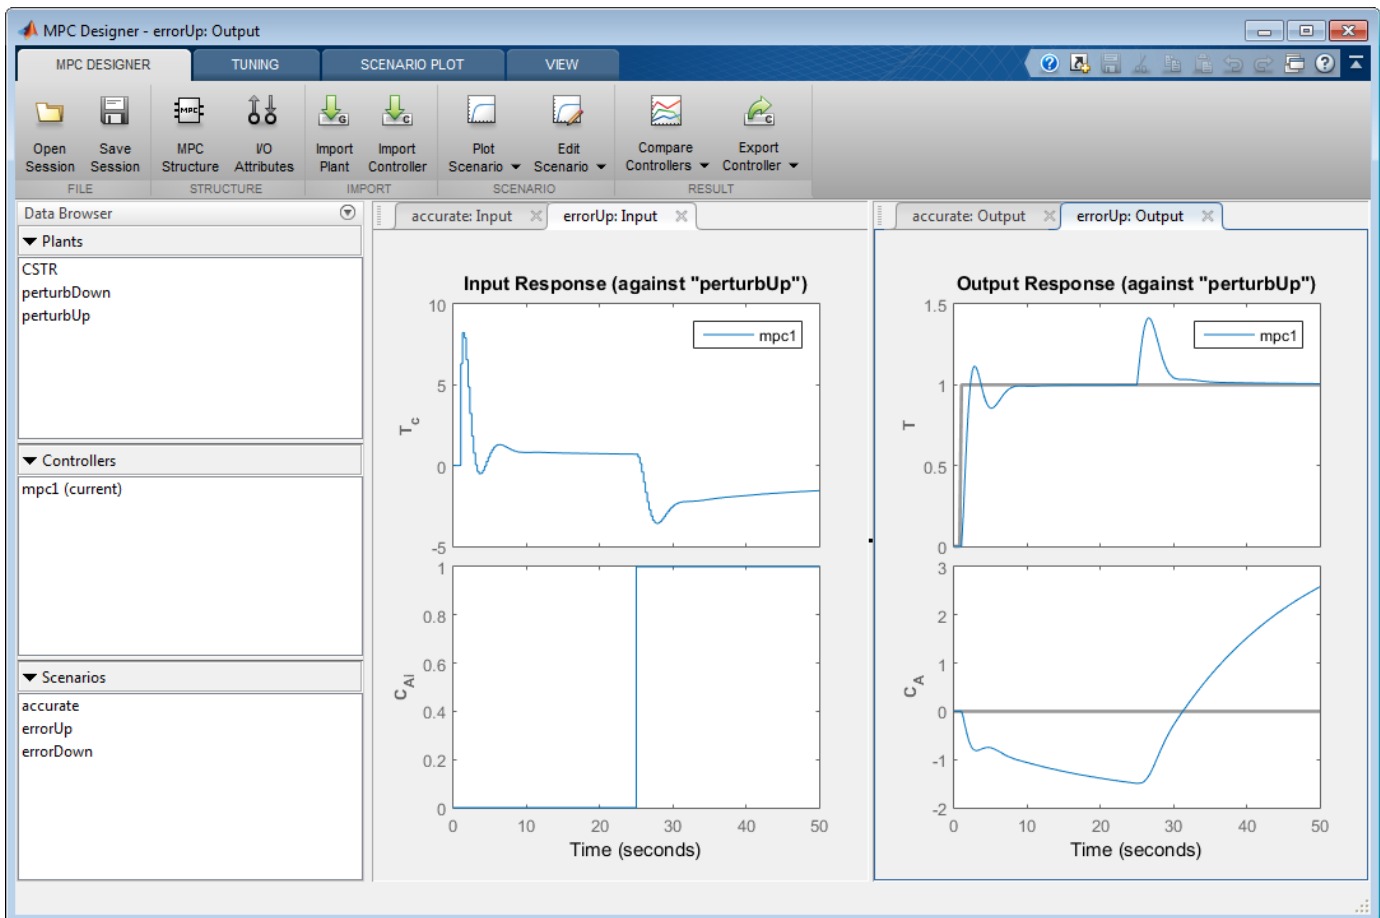 MPC Designer - errorUp: Output
MPC DESIGNER TUNING SCENARIO PLOT VIEW
MPC G C C
Open Session Save Session MPC Structure I/O Attributes Import Plant Import Controller Plot Scenario Edit Scenario Compare Controllers Export Controller
FILE STRUCTURE IMPORT SCENARIO RESULT
Data Browser
Plants
CSTR
perturbDown
perturbUp
Controllers
mpc1 (current)
Scenarios
accurate
errorUp
errorDown
accurate: Input errorUp: Input
Input Response (against "perturbUp")
mpc1
10
5
0
-5
T_c
1
0.8
0.6
0.4
0.2
0
C_Ai
0 10 20 30 40 50
Time (seconds)
accurate: Output errorUp: Output
Output Response (against "perturbUp")
mpc1
1.5
1
0.5
0
T
3
2
1
0
-1
-2
C_A
0 10 20 30 40 50
Time (seconds)